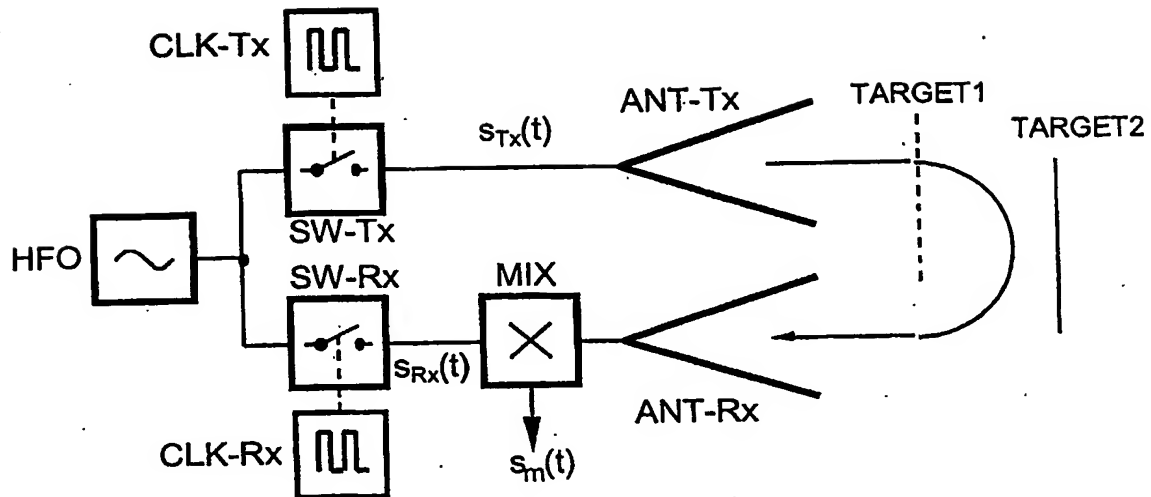 CLK-Tx
ANT-Tx
TARGET1
TARGET2
s_Tx(t)
SW-Tx
HFO
SW-Rx
MIX
s_Rx(t)
ANT-Rx
CLK-Rx
s_m(t)